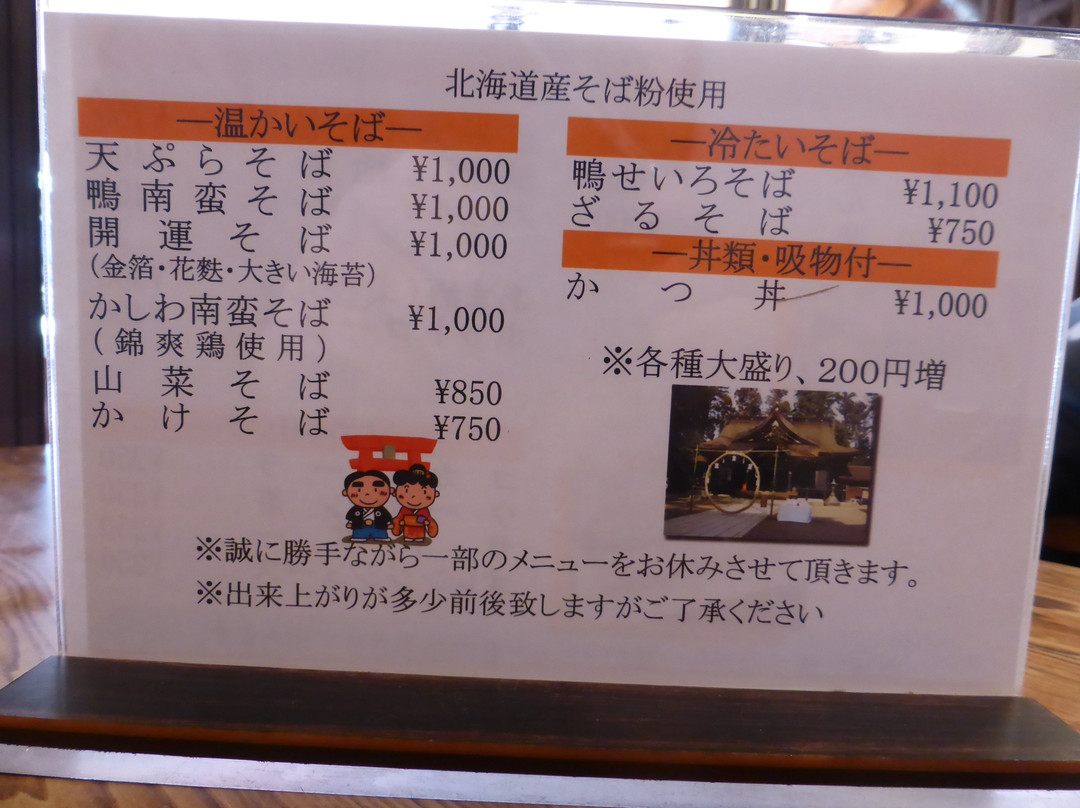 北海道産そば粉使用
―温かいそば―
天ぷらそば ¥1,000
鴨南蛮そば ¥1,000
開運そば ¥1,000
（金箔・花麩・大きい海苔）
かしわ南蛮そば ¥1,000
（錦爽鶏使用）
山菜そば ¥850
かけそば ¥750
―冷たいそば―
鴨せいろそば ¥1,100
ざるそば ¥750
―丼類・吸物付―
かつ丼 ¥1,000
※各種大盛り、200円増
※誠に勝手ながら一部のメニューをお休みさせて頂きます。
※出来上がりが多少前後致しますがご了承ください